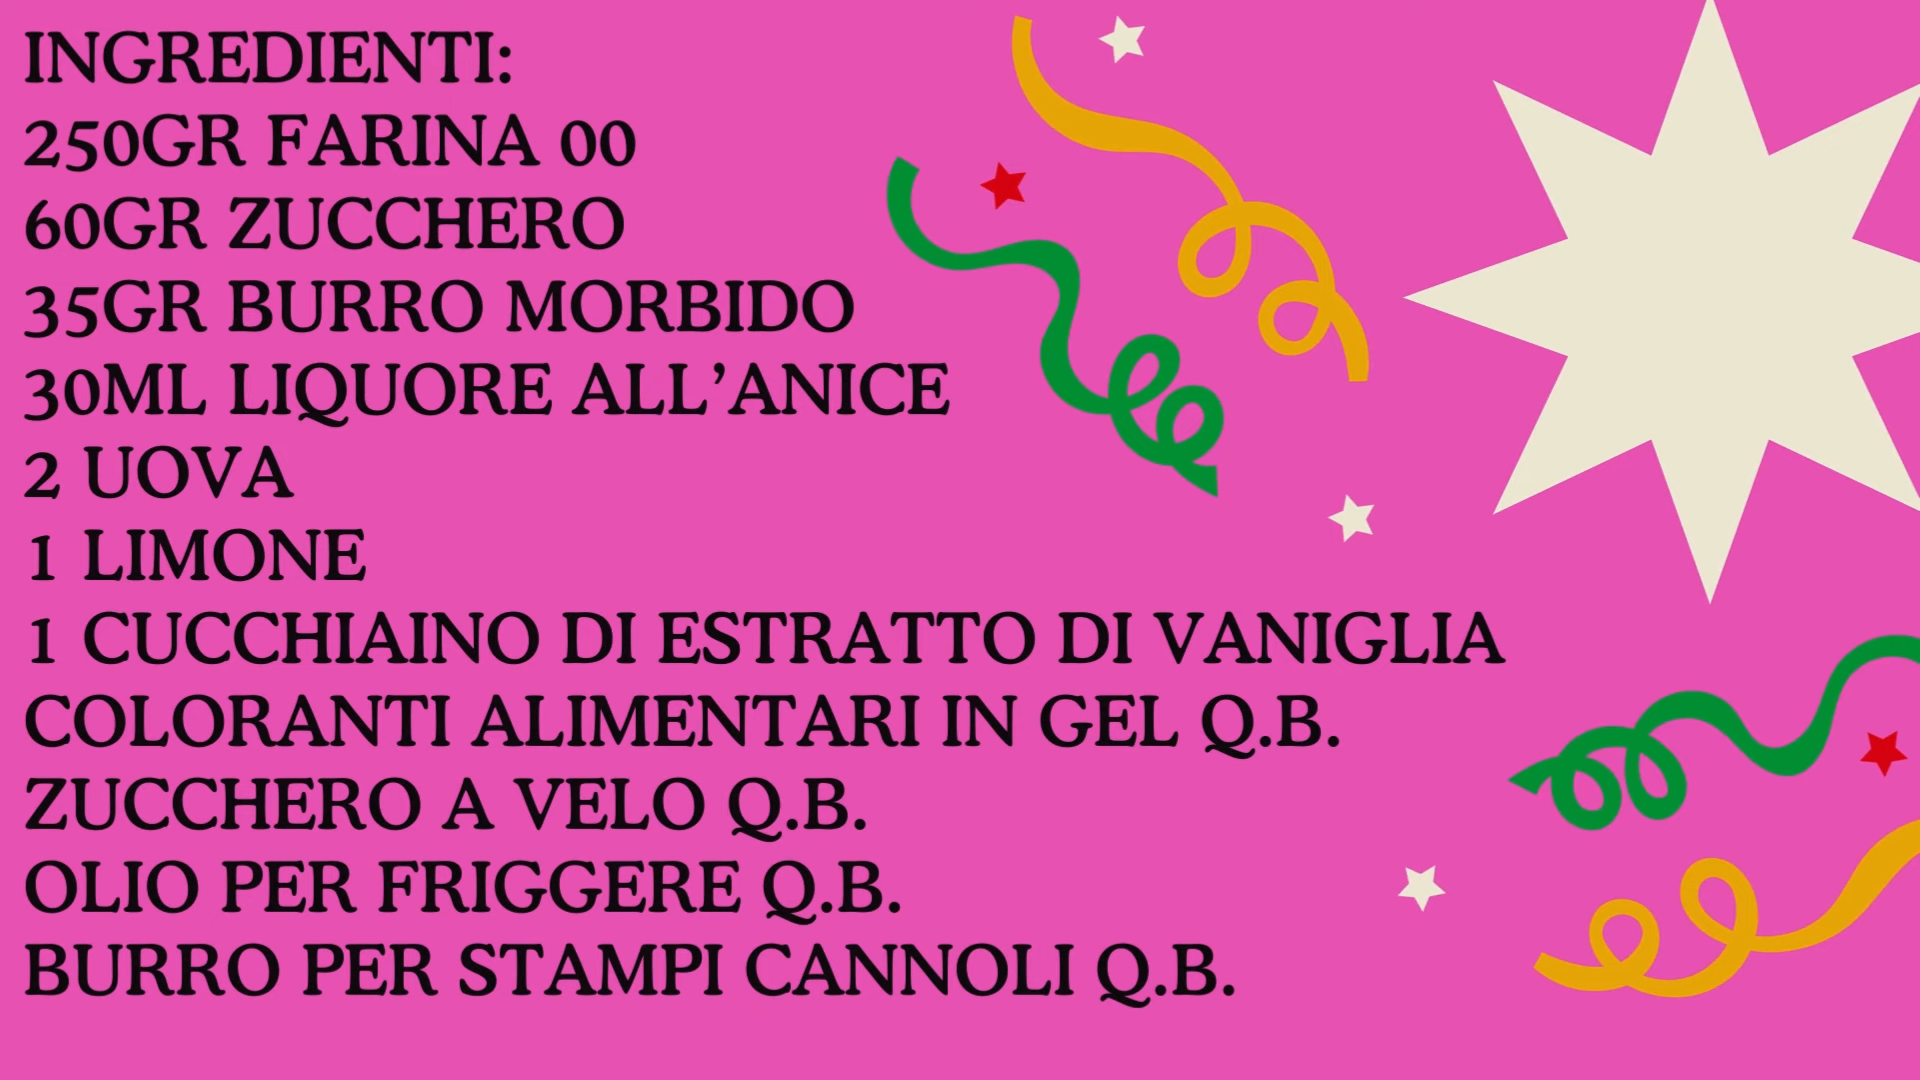 INGREDIENTI:
250GR FARINA 00
60GR ZUCCHERO
35GR BURRO MORBIDO
30ML LIQUORE ALL’ANICE
2 UOVA
1 LIMONE
1 CUCCHIAINO DI ESTRATTO DI VANIGLIA
COLORANTI ALIMENTARI IN GEL Q.B.
ZUCCHERO A VELO Q.B.
OLIO PER FRIGGERE Q.B.
BURRO PER STAMPI CANNOLI Q.B.